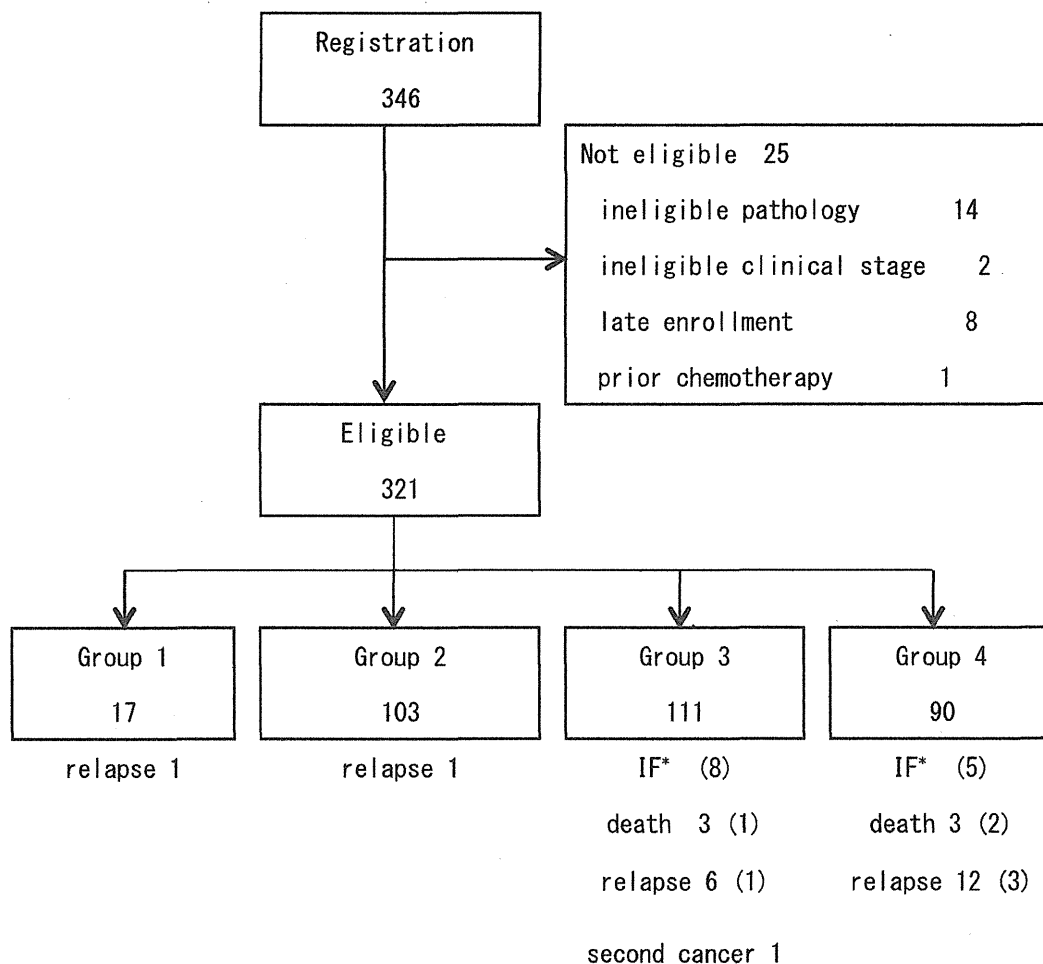 Registration
346
Not eligible 25
ineligible pathology 14
ineligible clinical stage 2
late enrollment 8
prior chemotherapy 1
Eligible
321
Group 1
17
relapse 1
Group 2
103
relapse 1
Group 3
111
IF* (8)
death 3 (1)
relapse 6 (1)
second cancer 1
Group 4
90
IF* (5)
death 3 (2)
relapse 12 (3)